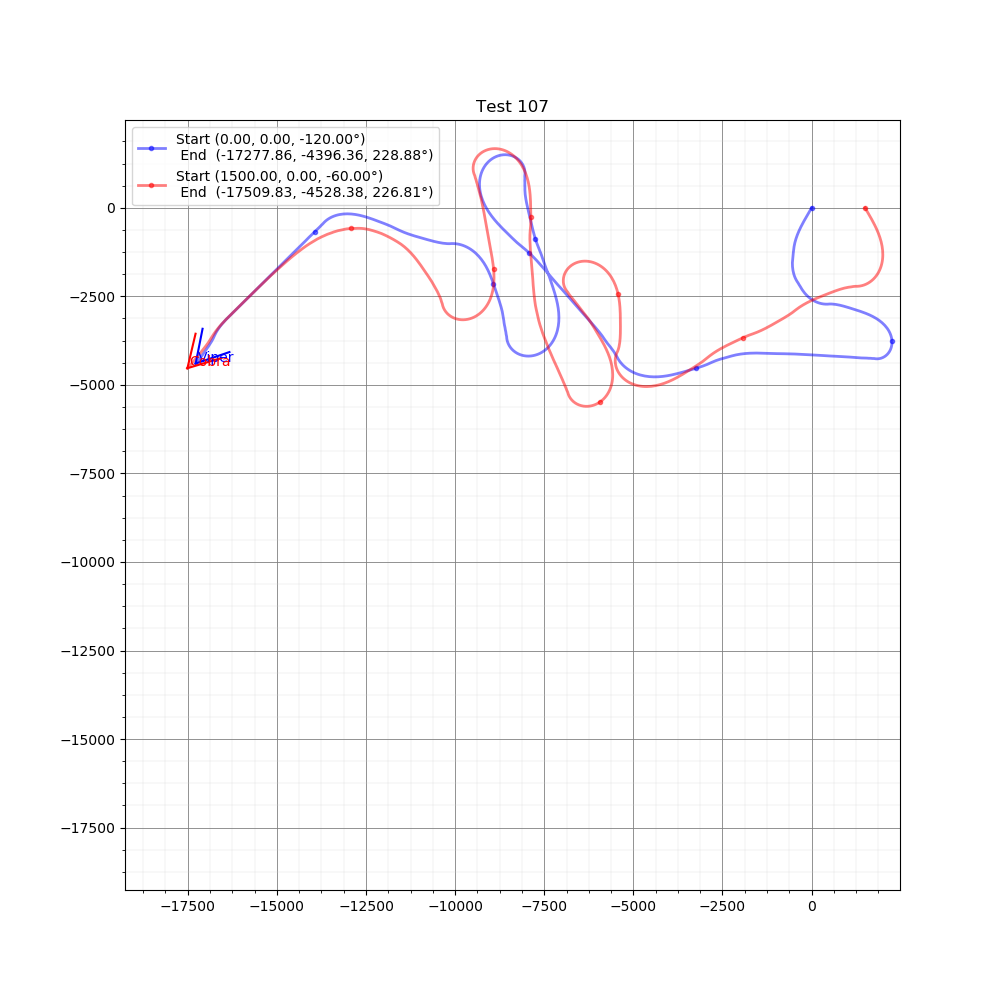 Test 107
Start (0.00, 0.00, -120.00°)
End (-17277.86, -4396.36, 228.88°)
Start (1500.00, 0.00, -60.00°)
End (-17509.83, -4528.38, 226.81°)
0
−2500
−5000
−7500
−10000
−12500
−15000
−17500
−17500 −15000 −12500 −10000 −7500 −5000 −2500 0